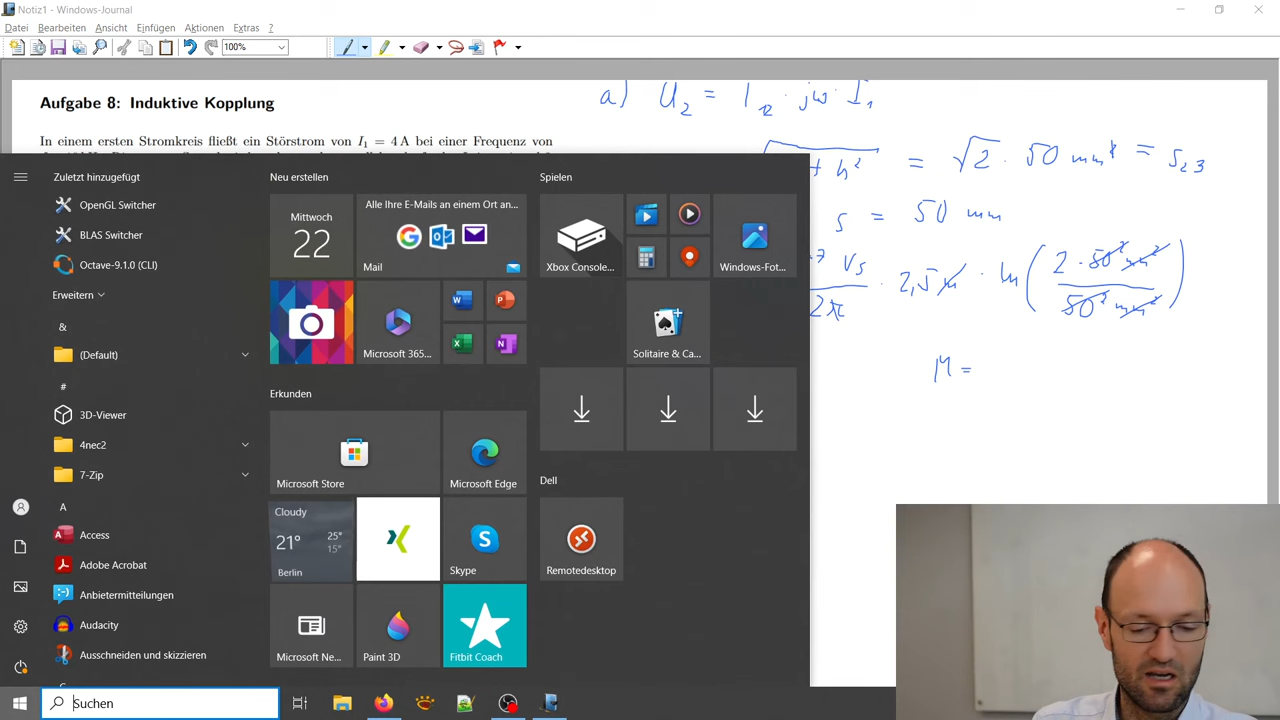 Notiz1 - Windows-Journal
Datei Bearbeiten Ansicht Einfügen Aktionen Extras ?
100%
Aufgabe 8: Induktive Kopplung
In einem ersten Stromkreis fließt ein Störstrom von I₁ = 4 A bei einer Frequenz von
a) U₂ = · jω · I₁
+ h² = √2 · 50 mm = s₂₃
s = 50 mm
Vs
2π · 2,5 m · ln( 2 · 50² mm² / 50² mm² )
M =
Zuletzt hinzugefügt
OpenGL Switcher
BLAS Switcher
Octave-9.1.0 (CLI)
Erweitern
&
(Default)
#
3D-Viewer
4nec2
7-Zip
A
Access
Adobe Acrobat
Anbietermitteilungen
Audacity
Ausschneiden und skizzieren
Neu erstellen
Mittwoch
22
Alle Ihre E-Mails an einem Ort an...
Mail
Microsoft 365...
Erkunden
Microsoft Store
Microsoft Edge
Cloudy
21° 25°
15°
Berlin
Skype
Microsoft Ne...
Paint 3D
Fitbit Coach
Spielen
Xbox Console...
Windows-Fot...
Solitaire & Ca...
Dell
Remotedesktop
Suchen